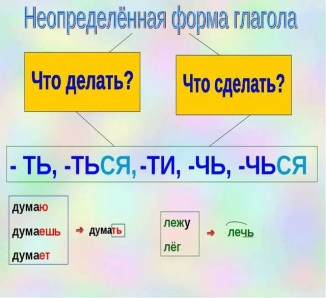 Неопределённая форма глагола
Что делать?
Что сделать?
- ТЬ, -ТЬСЯ,-ТИ, -ЧЬ, -ЧЬСЯ
думаю
думаешь
думает
думать
лежу
лёг
лечь